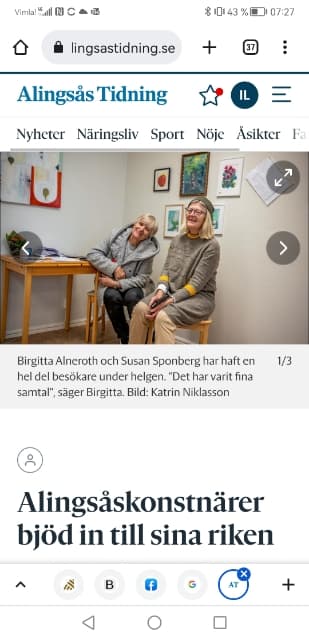 Vimla!
43 %
07:27
lingsastidning.se
37
Alingsås Tidning
IL
Nyheter Näringsliv Sport Nöje Åsikter Fa
Birgitta Alneroth och Susan Sponberg har haft en 1/3
hel del besökare under helgen. "Det har varit fina
samtal", säger Birgitta. Bild: Katrin Niklasson
Alingsåskonstnärer
bjöd in till sina riken
B
G
AT